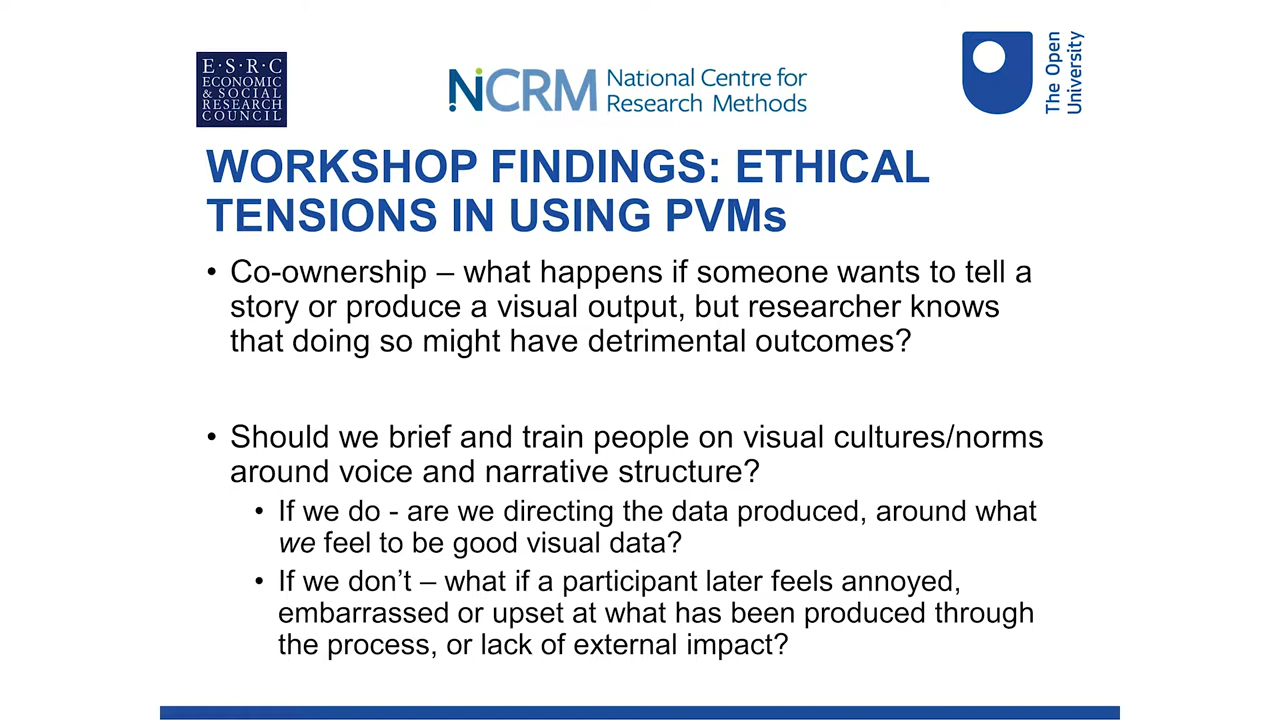 E·S·R·C
ECONOMIC
& SOCIAL
RESEARCH
COUNCIL
NCRM National Centre for
Research Methods
The Open
University
WORKSHOP FINDINGS: ETHICAL
TENSIONS IN USING PVMs
• Co-ownership – what happens if someone wants to tell a
story or produce a visual output, but researcher knows
that doing so might have detrimental outcomes?
• Should we brief and train people on visual cultures/norms
around voice and narrative structure?
• If we do - are we directing the data produced, around what
we feel to be good visual data?
• If we don’t – what if a participant later feels annoyed,
embarrassed or upset at what has been produced through
the process, or lack of external impact?